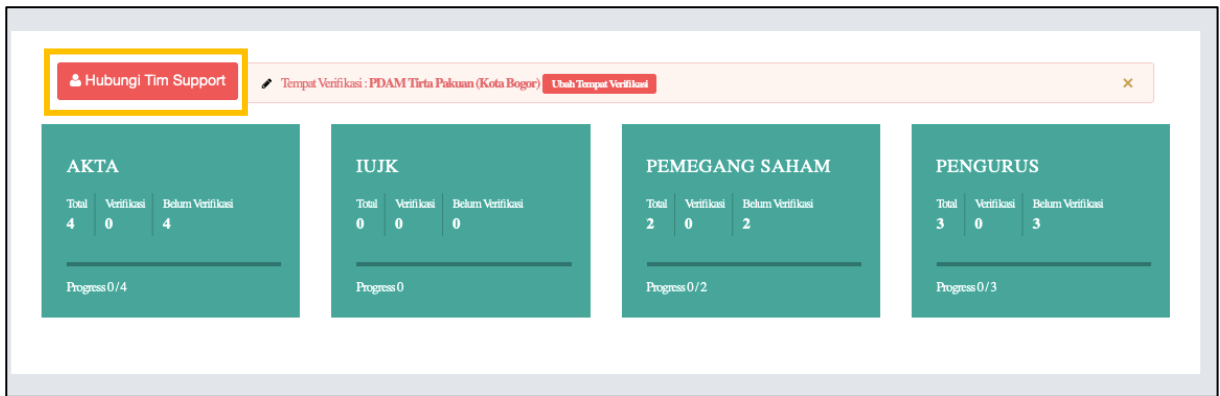 Hubungi Tim Support
Tempat Verifikasi : PDAM Tirta Pakuan (Kota Bogor) Ubah Tempat Verifikasi ×
AKTA
Total Verifikasi Belum Verifikasi
4 0 4
Progress 0/4
IUJK
Total Verifikasi Belum Verifikasi
0 0 0
Progress 0
PEMEGANG SAHAM
Total Verifikasi Belum Verifikasi
2 0 2
Progress 0/2
PENGURUS
Total Verifikasi Belum Verifikasi
3 0 3
Progress 0/3